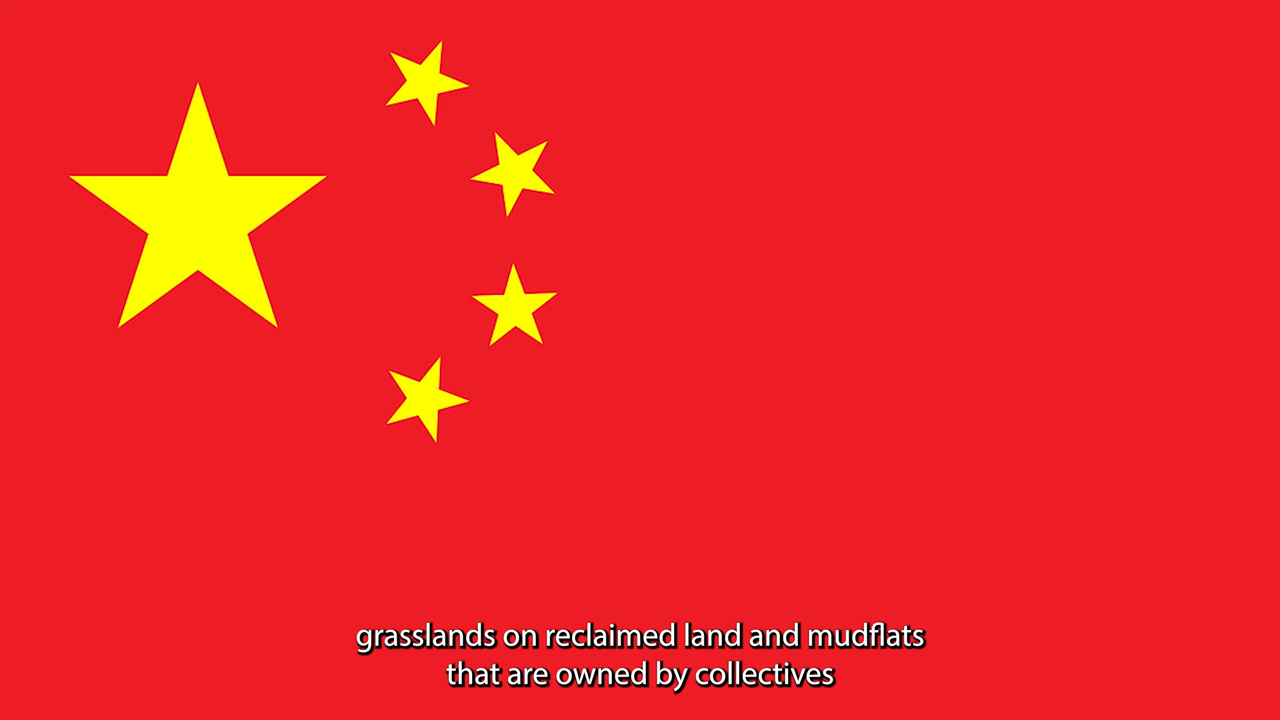 grasslands on reclaimed land and mudflats
that are owned by collectives